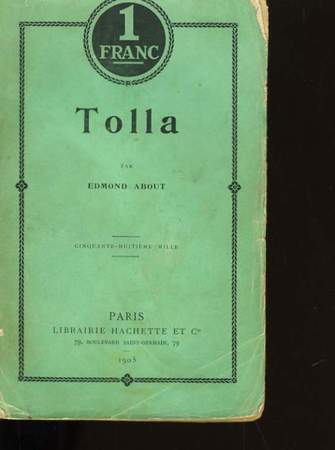 1
FRANC
Tolla
PAR
EDMOND ABOUT
CINQUANTE-HUITIÈME MILLE
PARIS
LIBRAIRIE HACHETTE ET Cie
79, BOULEVARD SAINT-GERMAIN, 79
1905